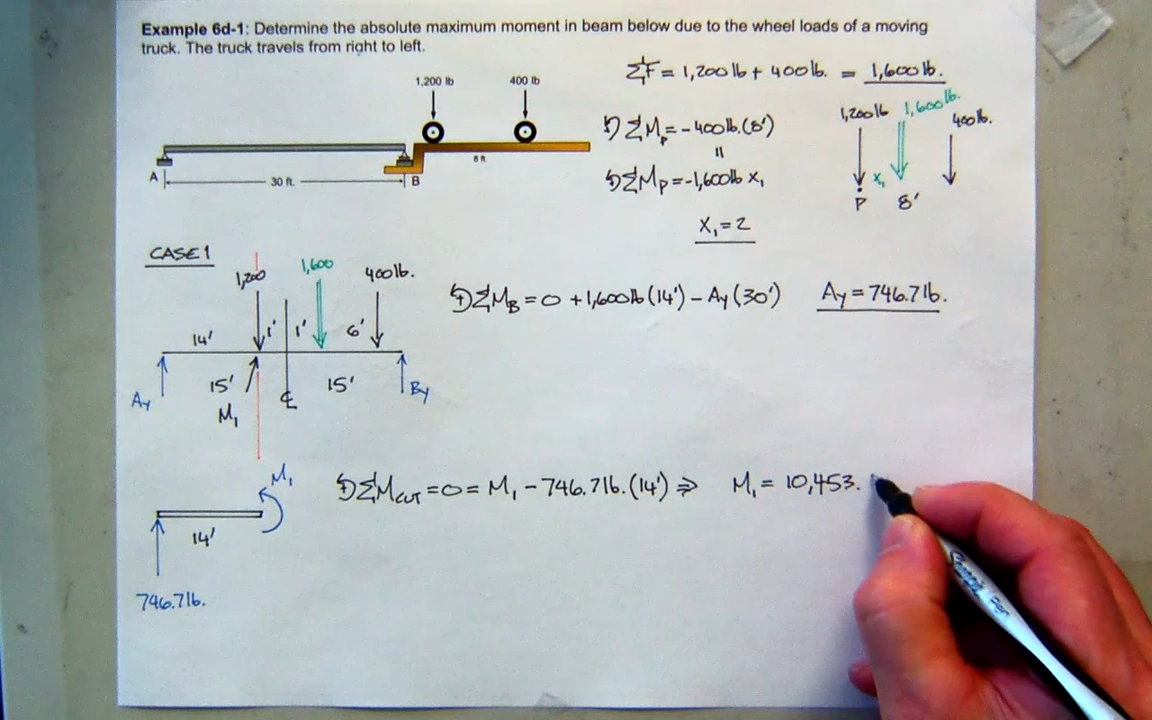 Example 6d-1: Determine the absolute maximum moment in beam below due to the wheel loads of a moving
truck. The truck travels from right to left.
1,200 lb
400 lb
8 ft.
A
30 ft.
B
ΣF = 1,200 lb + 400 lb. = 1,600 lb.
ΣMp = -400 lb.(8')
=
ΣMp = -1,600 lb x₁
x₁ = 2
1,200 lb
1,600 lb.
400 lb.
x₁
P
8'
CASE 1
1,200
1,600
400 lb.
14'
1'
1'
6'
15'
15'
Ay
M₁
℄
By
ΣMB = 0 +1,600 lb (14') - Ay (30')
Ay = 746.7 lb.
M₁
14'
746.7 lb.
ΣMCUT = 0 = M₁ - 746.7 lb. (14') ⇒ M₁ = 10,453.